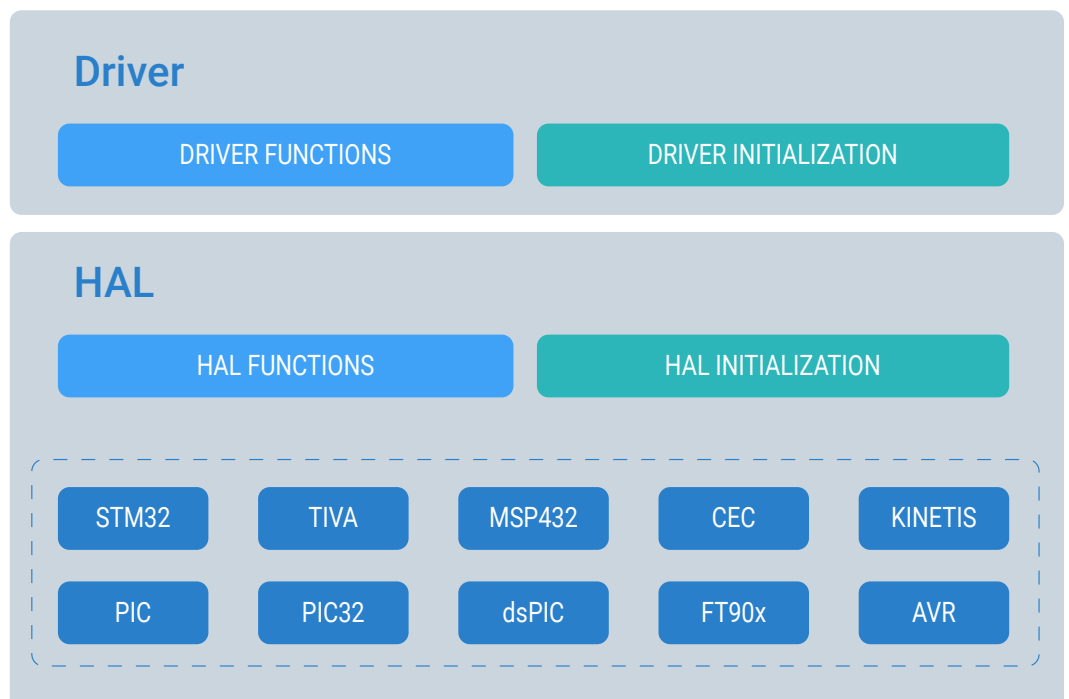 Driver
DRIVER FUNCTIONS
DRIVER INITIALIZATION
HAL
HAL FUNCTIONS
HAL INITIALIZATION
STM32
TIVA
MSP432
CEC
KINETIS
PIC
PIC32
dsPIC
FT90x
AVR